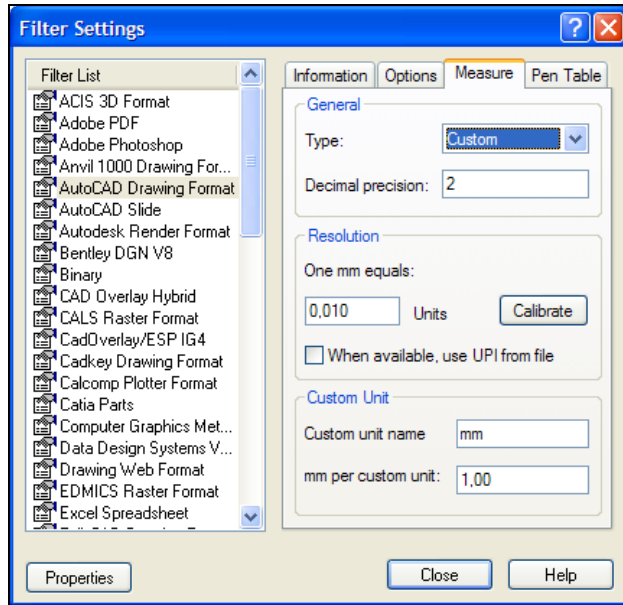 Filter Settings
Filter List
ACIS 3D Format
Adobe PDF
Adobe Photoshop
Anvil 1000 Drawing For...
AutoCAD Drawing Format
AutoCAD Slide
Autodesk Render Format
Bentley DGN V8
Binary
CAD Overlay Hybrid
CALS Raster Format
CadOverlay/ESP IG4
Cadkey Drawing Format
Calcomp Plotter Format
Catia Parts
Computer Graphics Met...
Data Design Systems V...
Drawing Web Format
EDMICS Raster Format
Excel Spreadsheet
Information Options Measure Pen Table
General
Type: Custom
Decimal precision: 2
Resolution
One mm equals:
0,010 Units Calibrate
When available, use UPI from file
Custom Unit
Custom unit name mm
mm per custom unit: 1,00
Properties Close Help